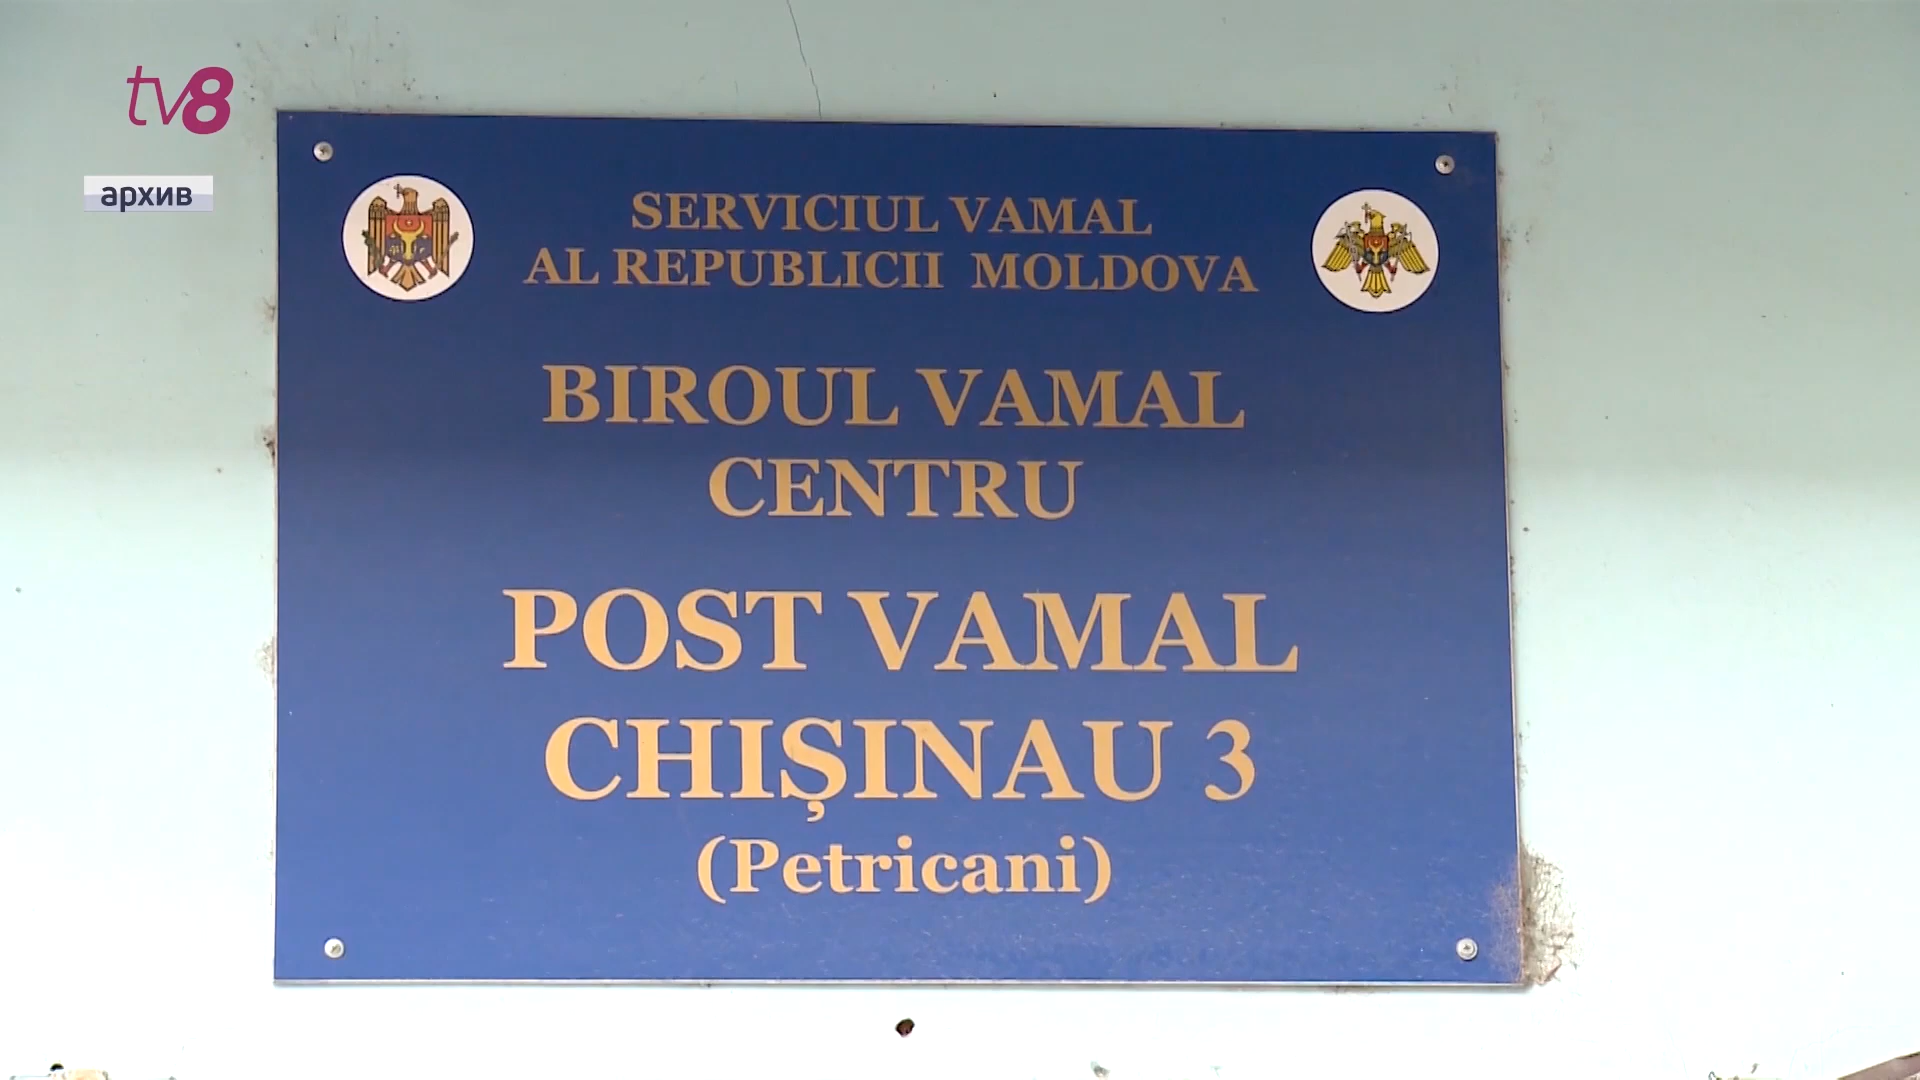 tv8
архив
SERVICIUL VAMAL
AL REPUBLICII MOLDOVA
BIROUL VAMAL
CENTRU
POST VAMAL
CHIȘINAU 3
(Petricani)